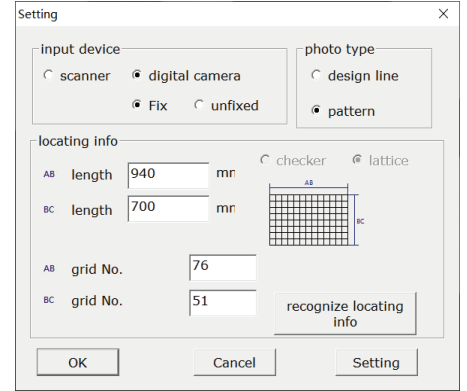 Setting
input device
scanner digital camera
Fix unfixed
photo type
design line
pattern
locating info
AB length 940 mm
BC length 700 mm
checker lattice
AB
BC
AB grid No. 76
BC grid No. 51
recognize locating
info
OK Cancel Setting